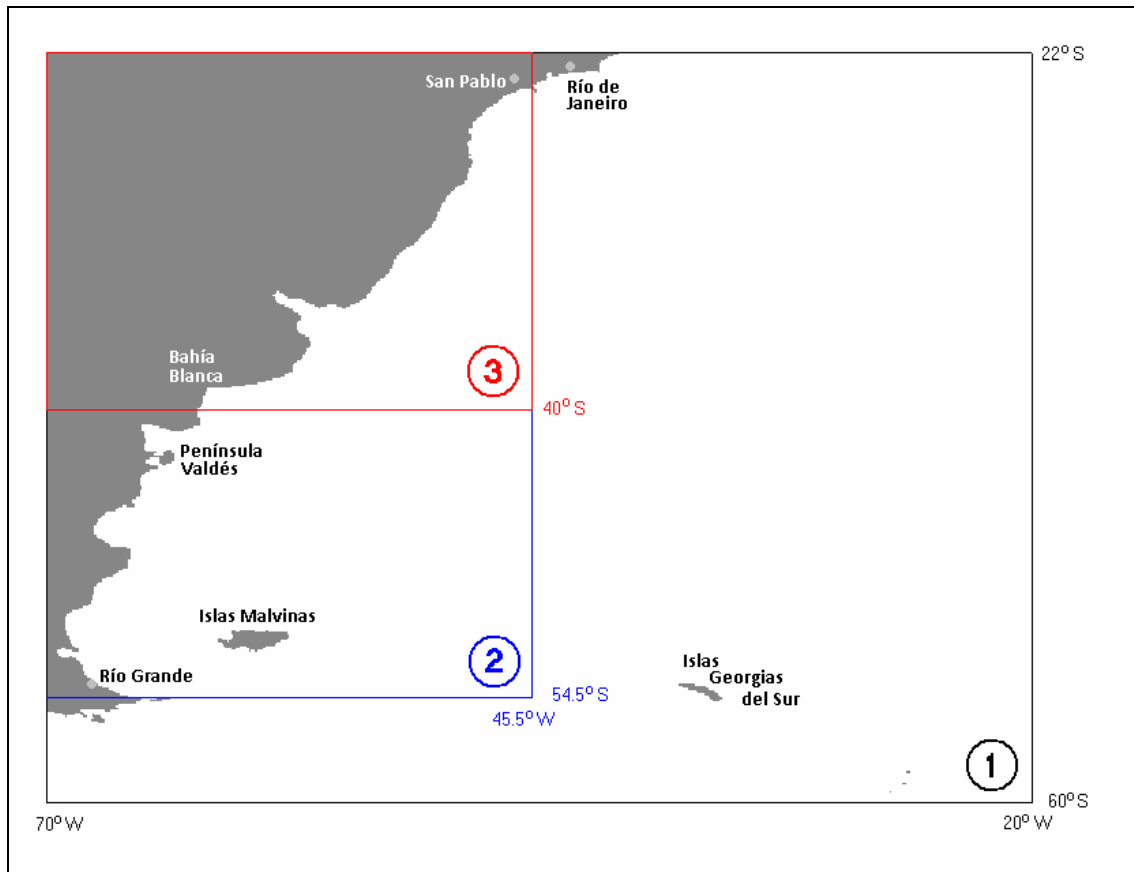 22º S
San Pablo
Río de
Janeiro
Bahía
Blanca
3
40º S
Península
Valdés
Islas Malvinas
2
Islas
Georgias
del Sur
Río Grande
54.5º S
45.5º W
1
60º S
70º W
20º W